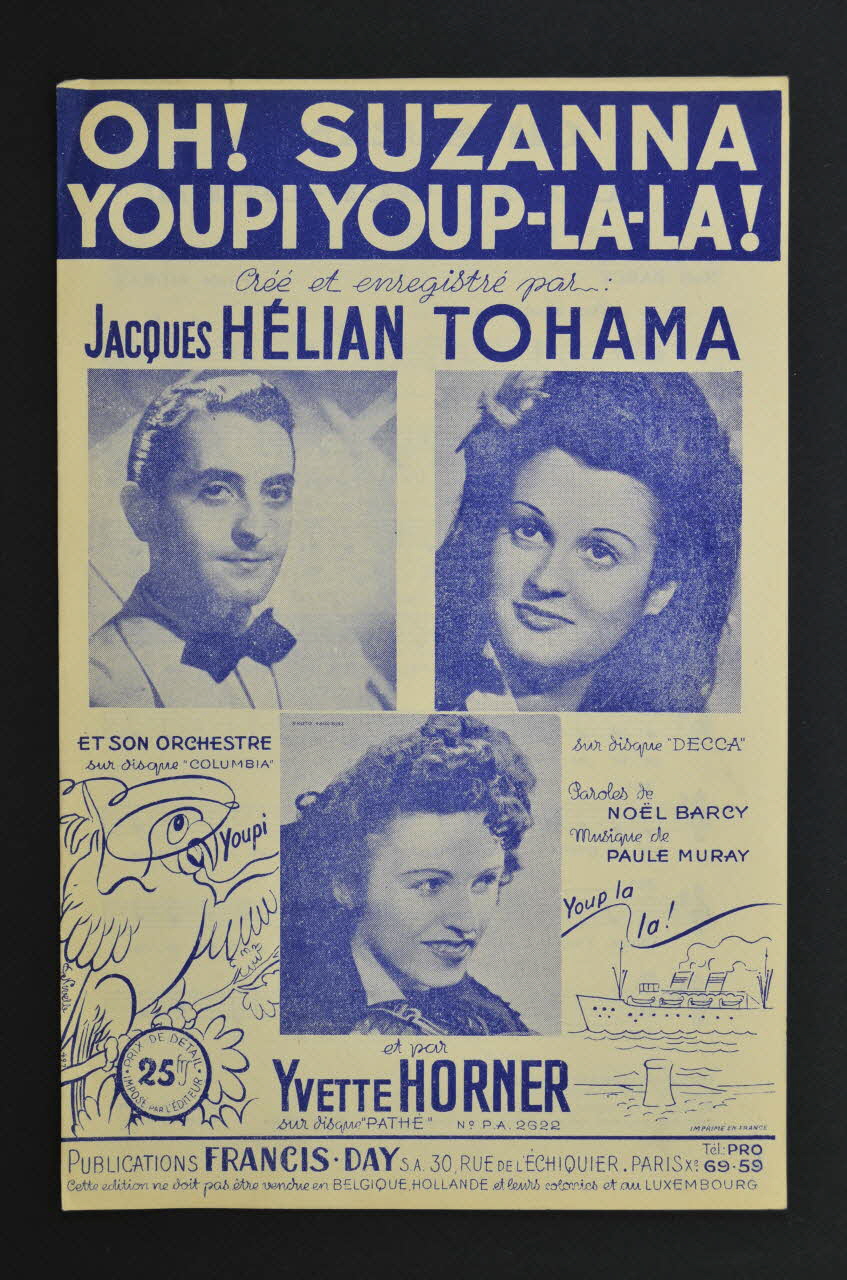 OH! SUZANNA
YOUPI YOUP-LA-LA!
Créé et enregistré par :
JACQUES HÉLIAN TOHAMA
ET SON ORCHESTRE
sur disque "COLUMBIA"
sur disque "DECCA"
Paroles de
NOËL BARCY
Musique de
PAULE MURAY
Youpi
Youp la
la!
PRIX DE DETAIL
25
IMPOSÉ PAR L'ÉDITEUR
et par
YVETTE HORNER
sur disque "PATHÉ" No P.A. 2622
IMPRIMÉ EN FRANCE
PUBLICATIONS FRANCIS-DAY S.A. 30, RUE DE L'ÉCHIQUIER. PARIS Xe Tél: PRO 69-59
Cette edition ne doit pas être vendue en BELGIQUE, HOLLANDE et leurs colonies et au LUXEMBOURG